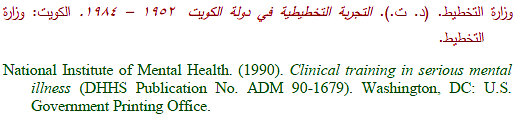 وزارة التخطيط. (د. ت.). التجربة التخطيطية في دولة الكويت ١٩٥٢ – ١٩٨٤. الكويت: وزارة
التخطيط.
National Institute of Mental Health. (1990). Clinical training in serious mental
illness (DHHS Publication No. ADM 90-1679). Washington, DC: U.S.
Government Printing Office.